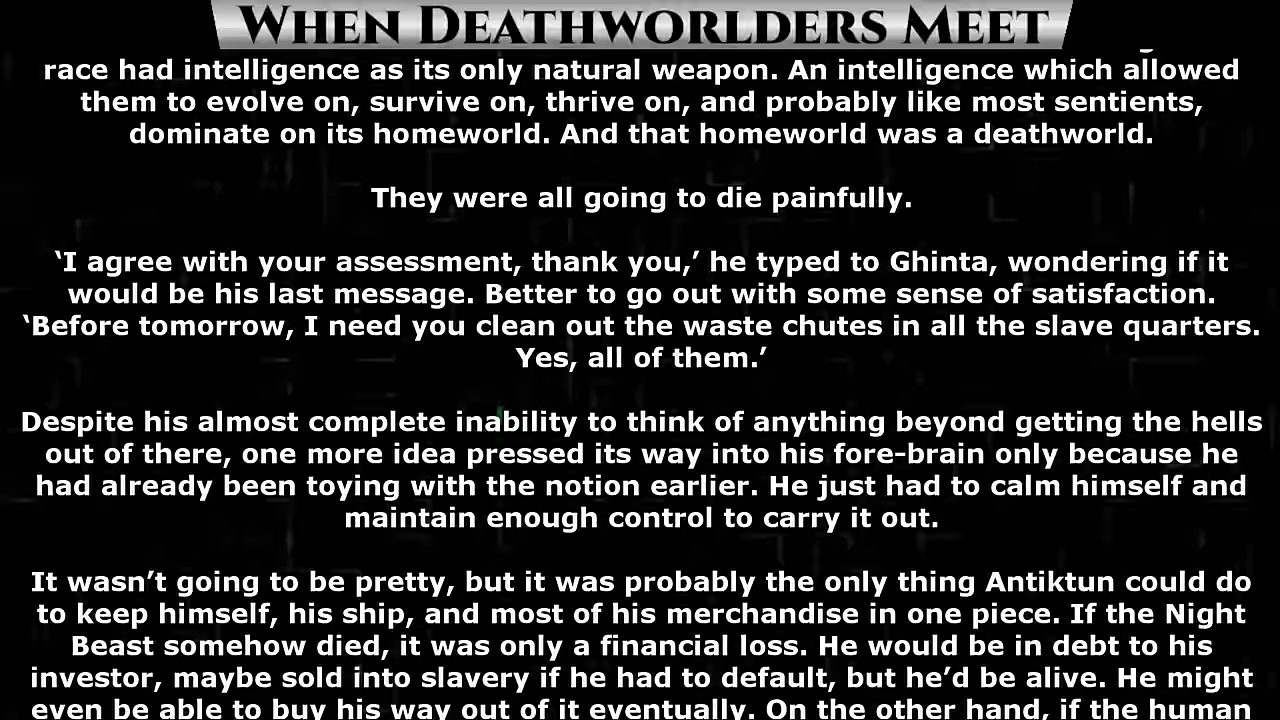 WHEN DEATHWORLDERS MEET
race had intelligence as its only natural weapon. An intelligence which allowed
them to evolve on, survive on, thrive on, and probably like most sentients,
dominate on its homeworld. And that homeworld was a deathworld.
They were all going to die painfully.
‘I agree with your assessment, thank you,’ he typed to Ghinta, wondering if it
would be his last message. Better to go out with some sense of satisfaction.
‘Before tomorrow, I need you clean out the waste chutes in all the slave quarters.
Yes, all of them.’
Despite his almost complete inability to think of anything beyond getting the hells
out of there, one more idea pressed its way into his fore-brain only because he
had already been toying with the notion earlier. He just had to calm himself and
maintain enough control to carry it out.
It wasn’t going to be pretty, but it was probably the only thing Antiktun could do
to keep himself, his ship, and most of his merchandise in one piece. If the Night
Beast somehow died, it was only a financial loss. He would be in debt to his
investor, maybe sold into slavery if he had to default, but he’d be alive. He might
even be able to buy his way out of it eventually. On the other hand, if the human